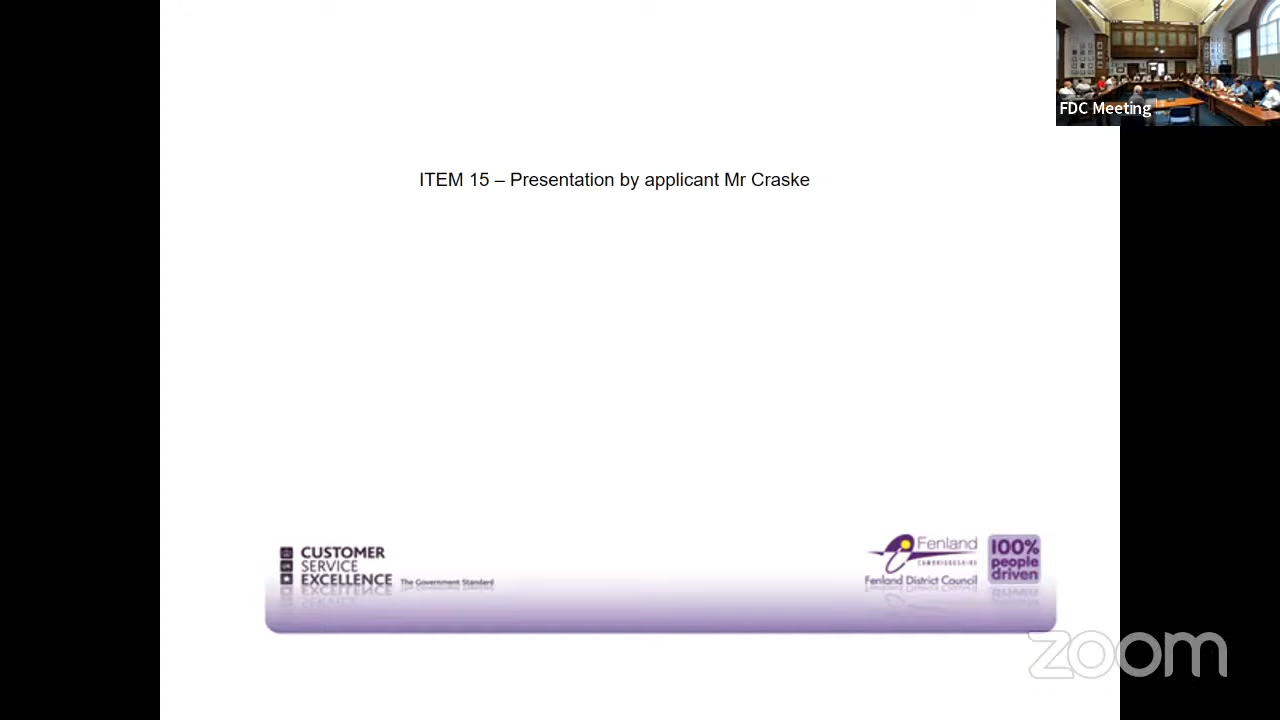 FDC Meeting
ITEM 15 – Presentation by applicant Mr Craske
CUSTOMER
SERVICE
EXCELLENCE The Government Standard
Fenland
CAMBRIDGESHIRE
Fenland District Council
100%
people
driven
zoom